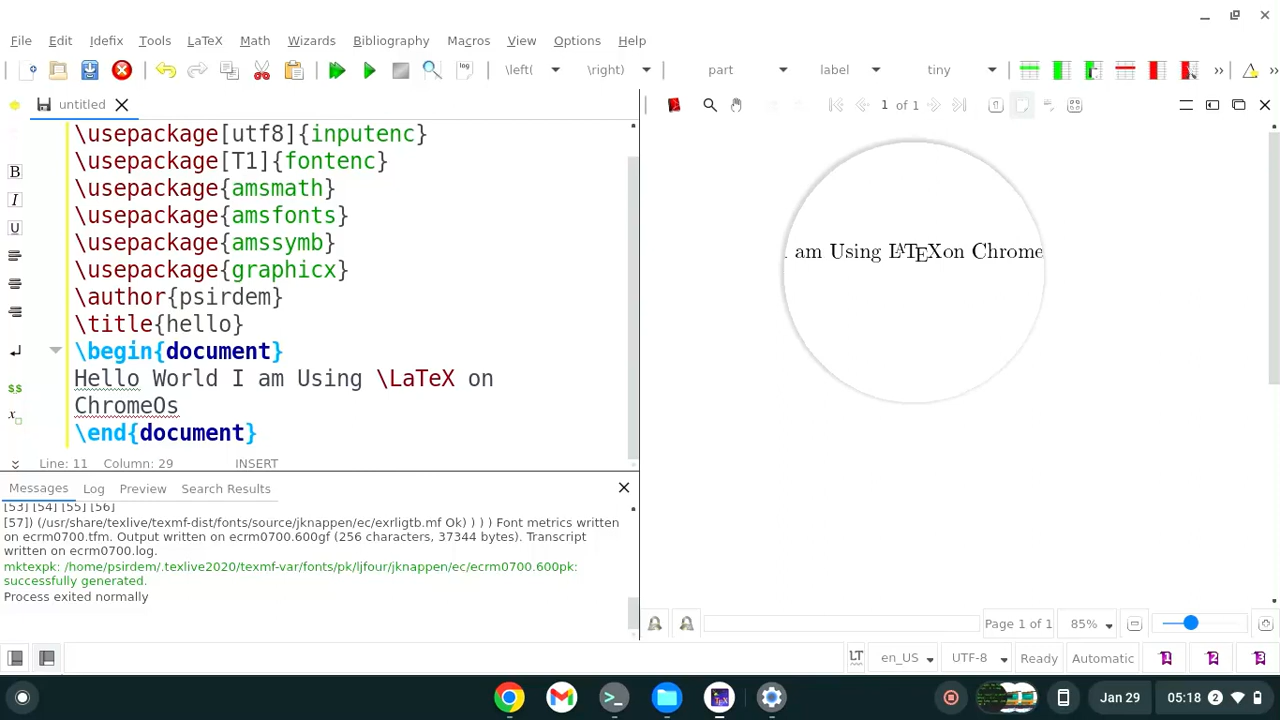 File Edit Idefix Tools LaTeX Math Wizards Bibliography Macros View Options Help
log \left( \right) part label tiny »
untitled
1 of 1
\usepackage[utf8]{inputenc}
\usepackage[T1]{fontenc}
\usepackage{amsmath}
\usepackage{amsfonts}
\usepackage{amssymb}
\usepackage{graphicx}
\author{psirdem}
\title{hello}
\begin{document}
Hello World I am Using \LaTeX on
ChromeOs
\end{document}
B
I
U
$$
x
am Using LATEXon Chrome
Line: 11 Column: 29 INSERT
Messages Log Preview Search Results
[53] [54] [55] [56]
[57]) (/usr/share/texlive/texmf-dist/fonts/source/jknappen/ec/exrligtb.mf Ok) ) ) ) Font metrics written
on ecrm0700.tfm. Output written on ecrm0700.600gf (256 characters, 37344 bytes). Transcript
written on ecrm0700.log.
mktexpk: /home/psirdem/.texlive2020/texmf-var/fonts/pk/ljfour/jknappen/ec/ecrm0700.600pk:
successfully generated.
Process exited normally
Page 1 of 1 85%
LT en_US UTF-8 Ready Automatic 1 2 3
Jan 29 05:18 2